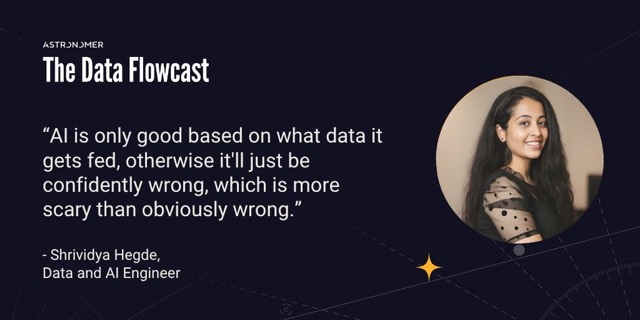 ASTRONOMER
The Data Flowcast
“AI is only good based on what data it
gets fed, otherwise it'll just be
confidently wrong, which is more
scary than obviously wrong.”
- Shrividya Hegde,
Data and AI Engineer